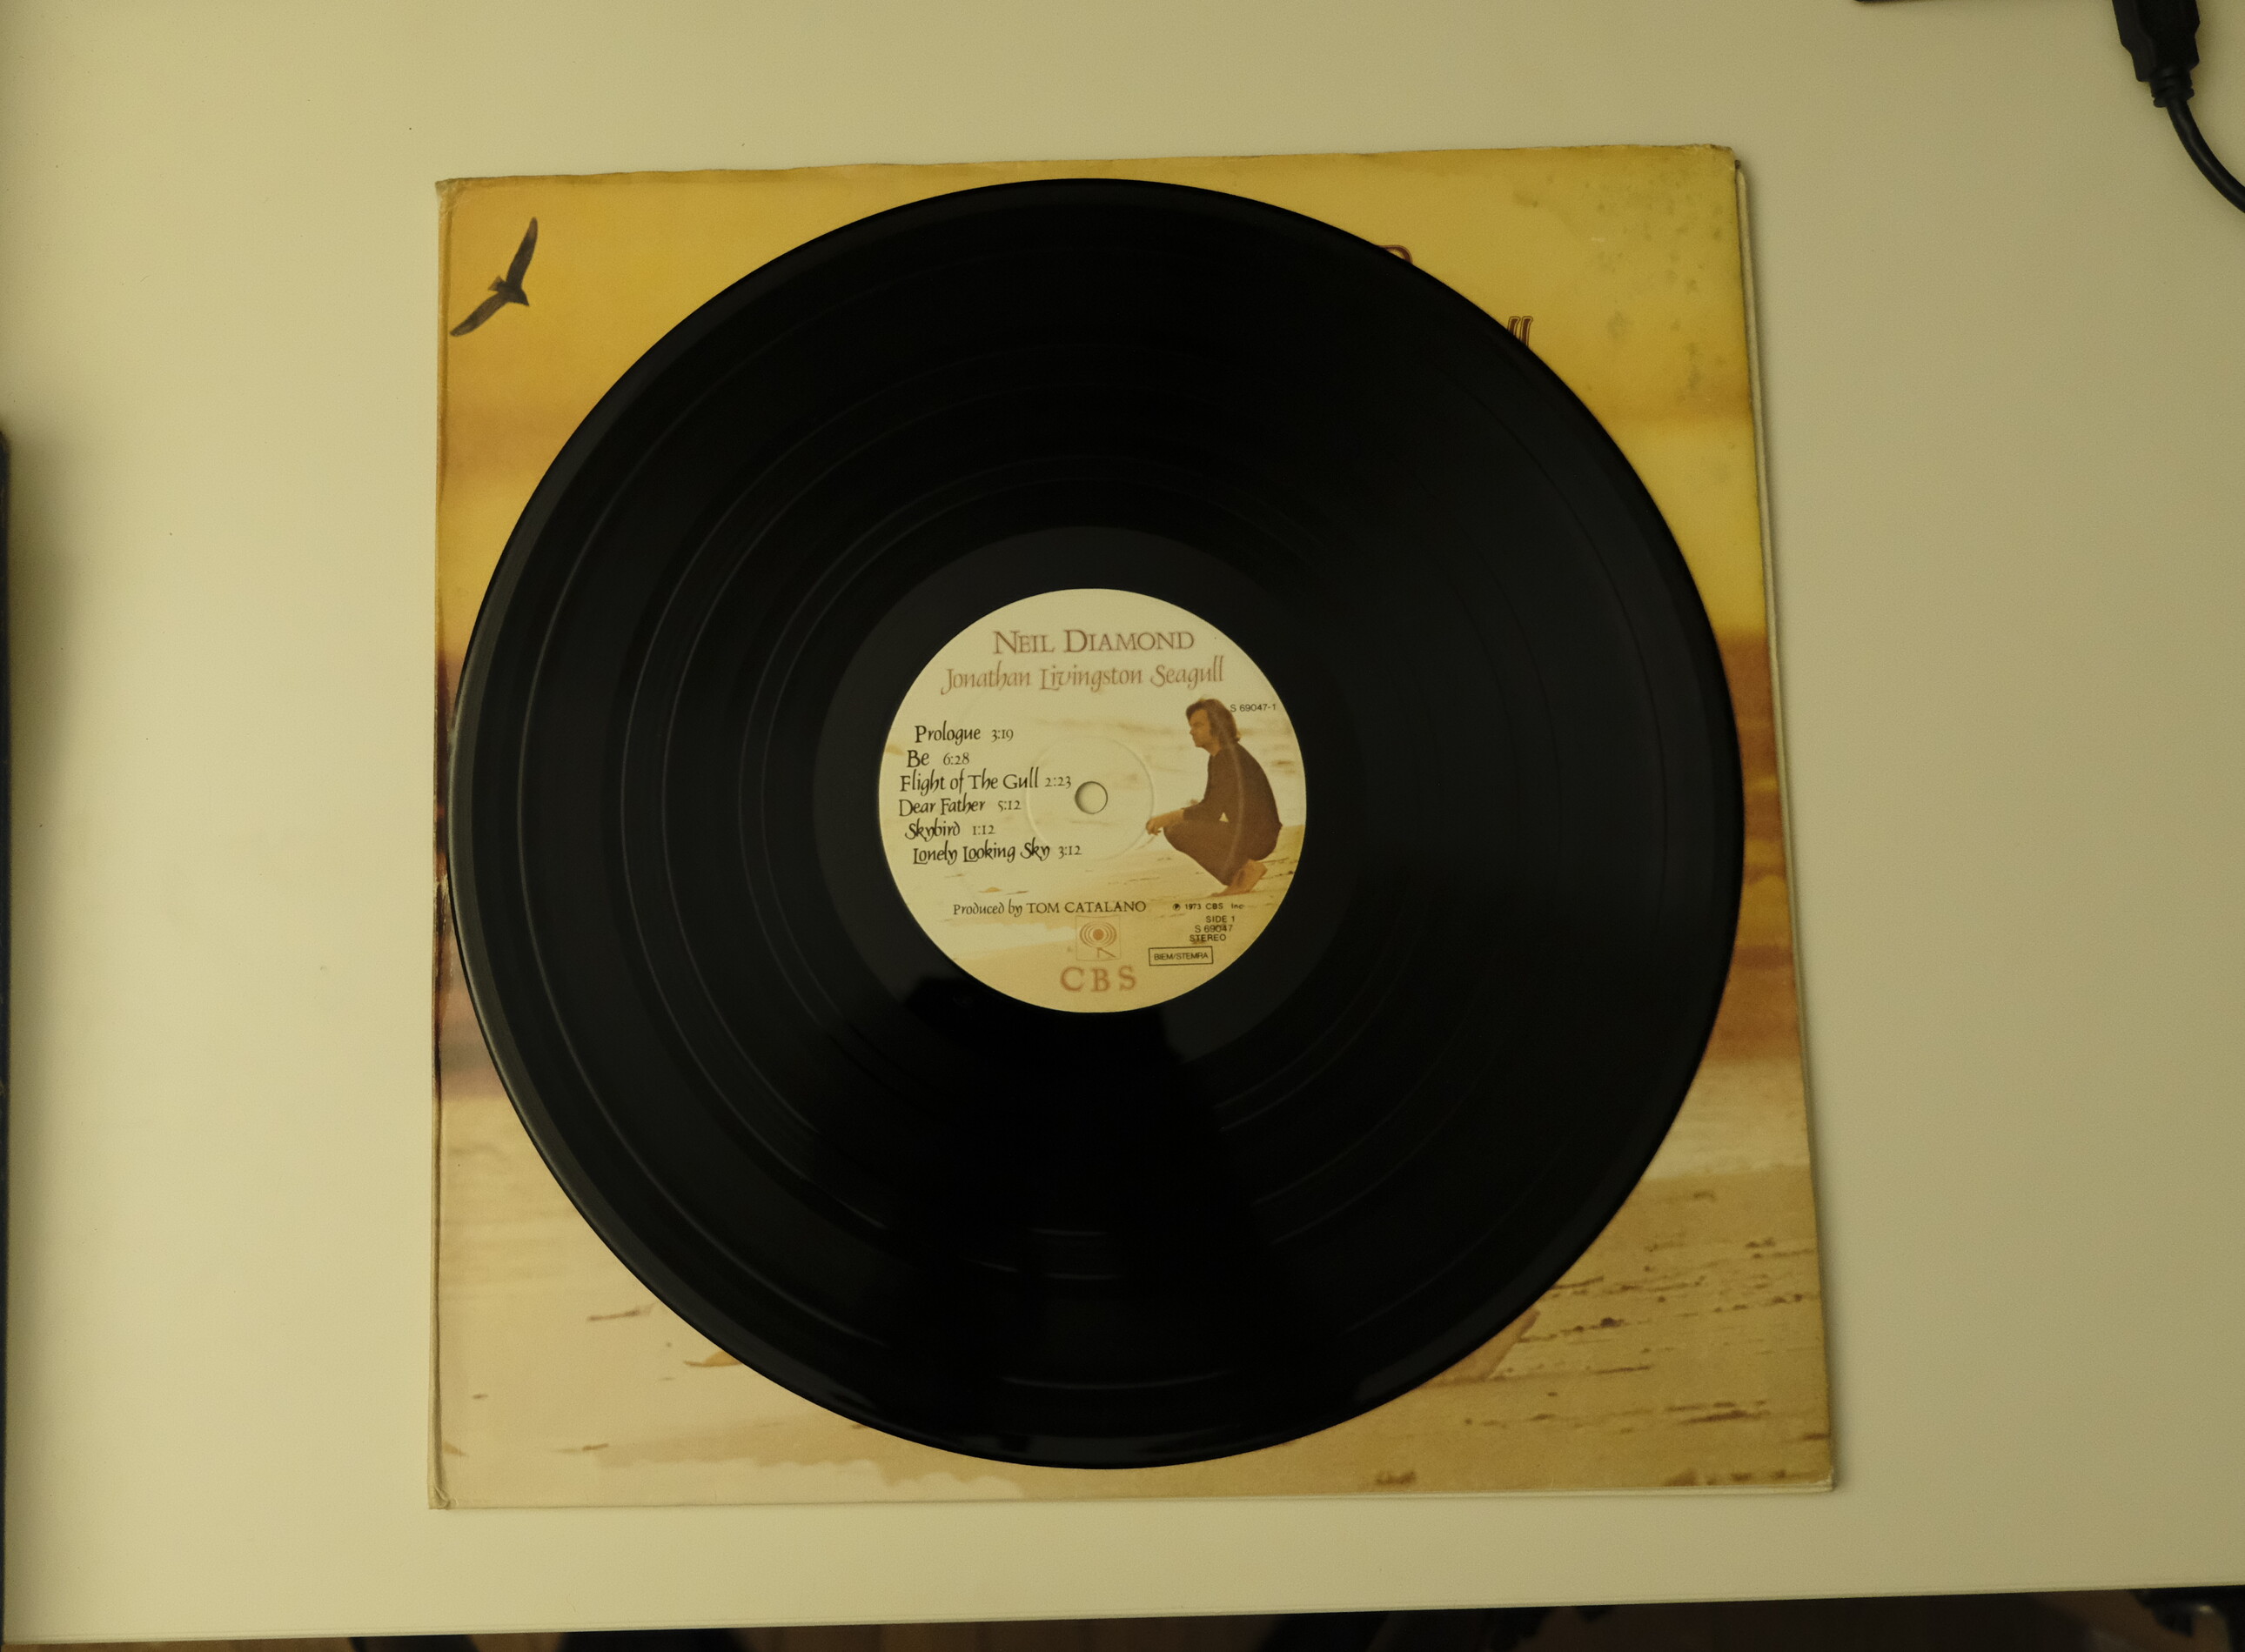 NEIL DIAMOND
Jonathan Livingston Seagull
S 69047-1
Prologue 3:19
Be 6:28
Flight of The Gull 2:23
Dear Father 5:12
Skybird 1:12
Lonely Looking Sky 3:12
Produced by TOM CATALANO
℗ 1973 CBS Inc
SIDE 1
S 69047
STEREO
BIEM/STEMRA
CBS